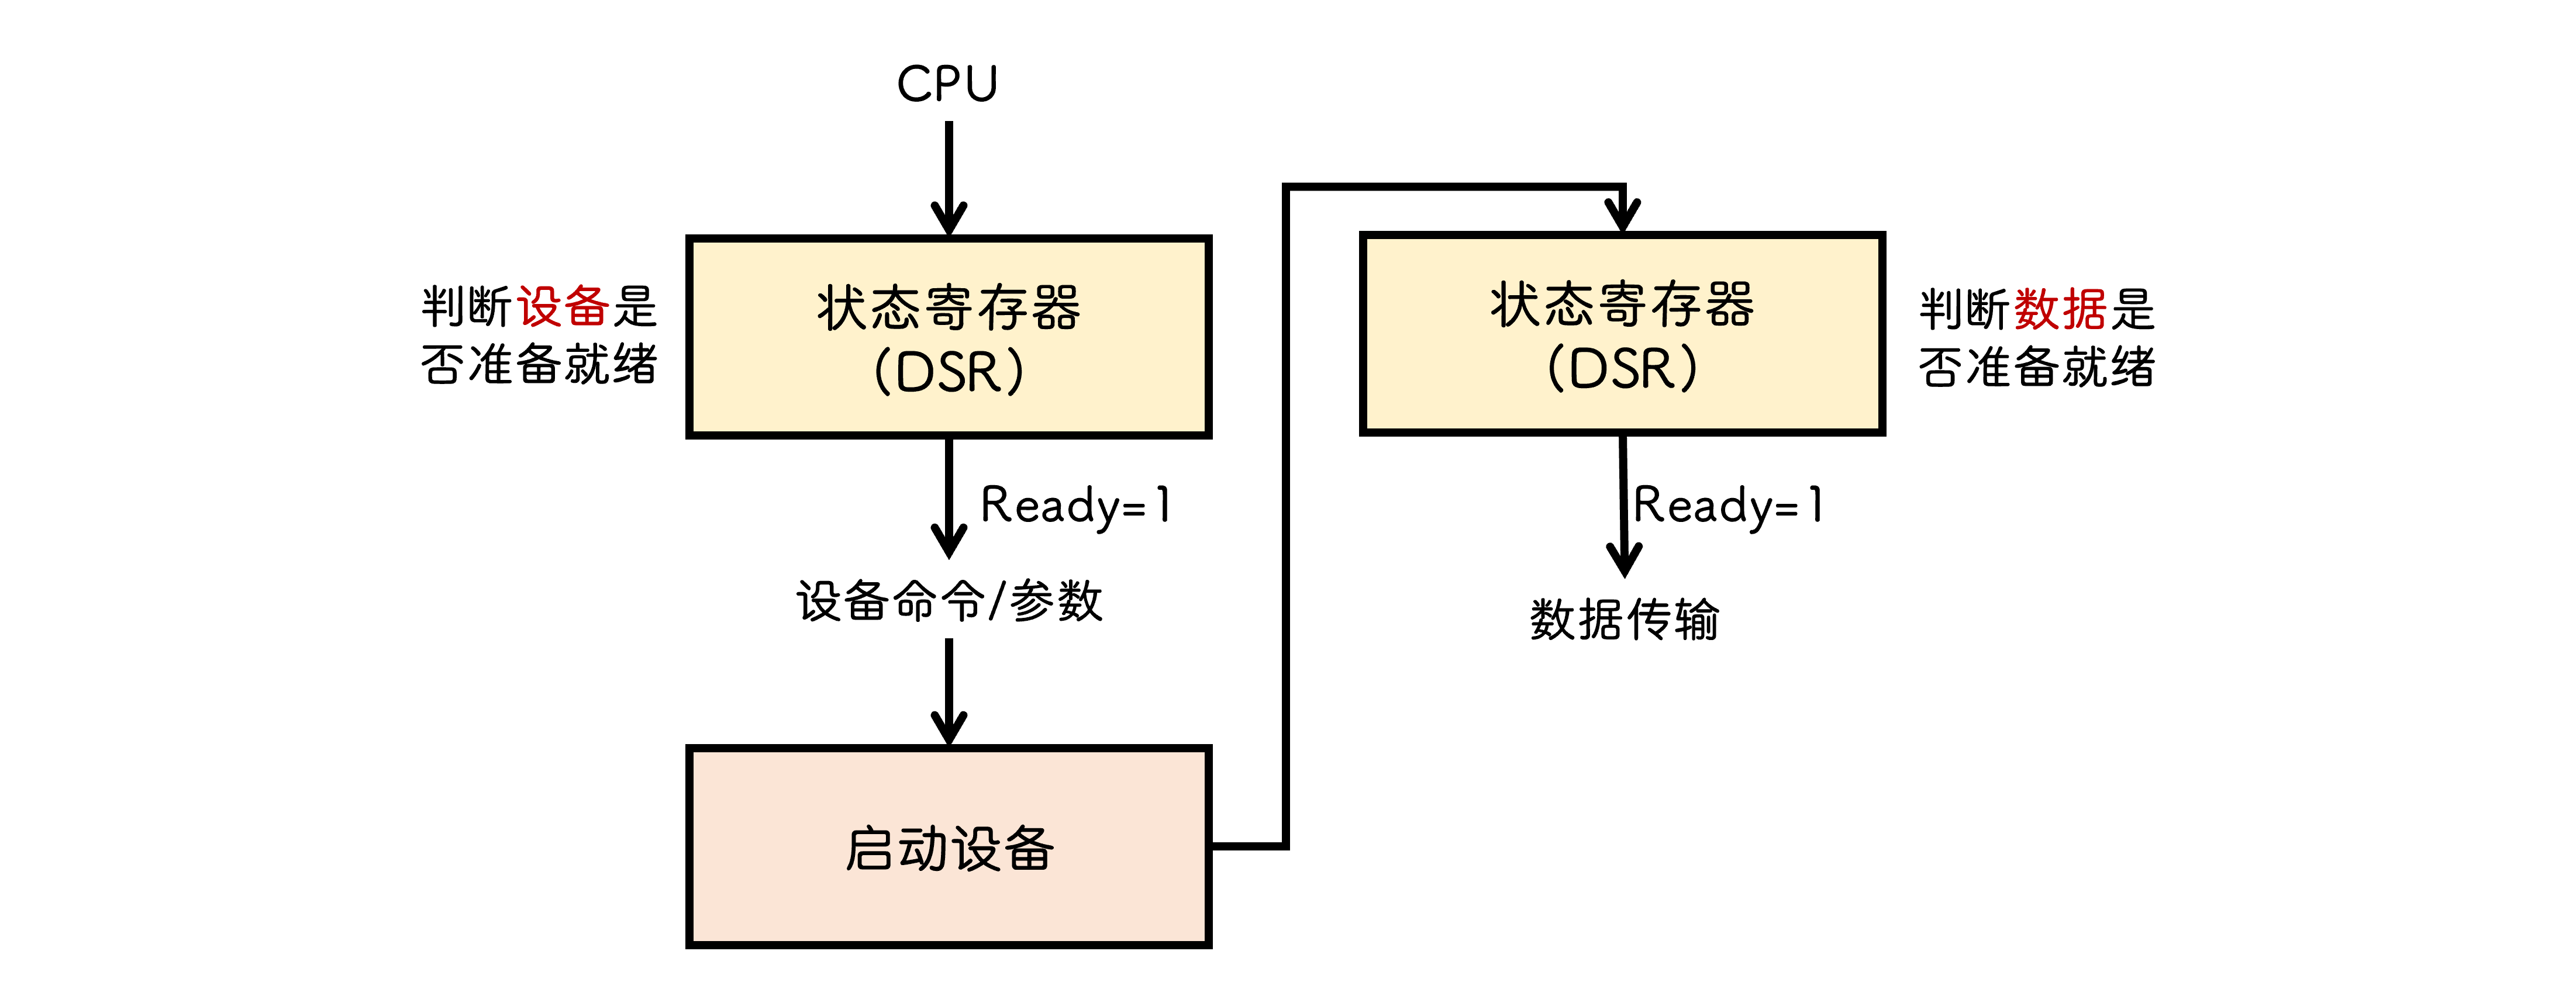 CPU
判断设备是
否准备就绪
状态寄存器
(DSR)
Ready=1
设备命令/参数
启动设备
状态寄存器
(DSR)
判断数据是
否准备就绪
Ready=1
数据传输